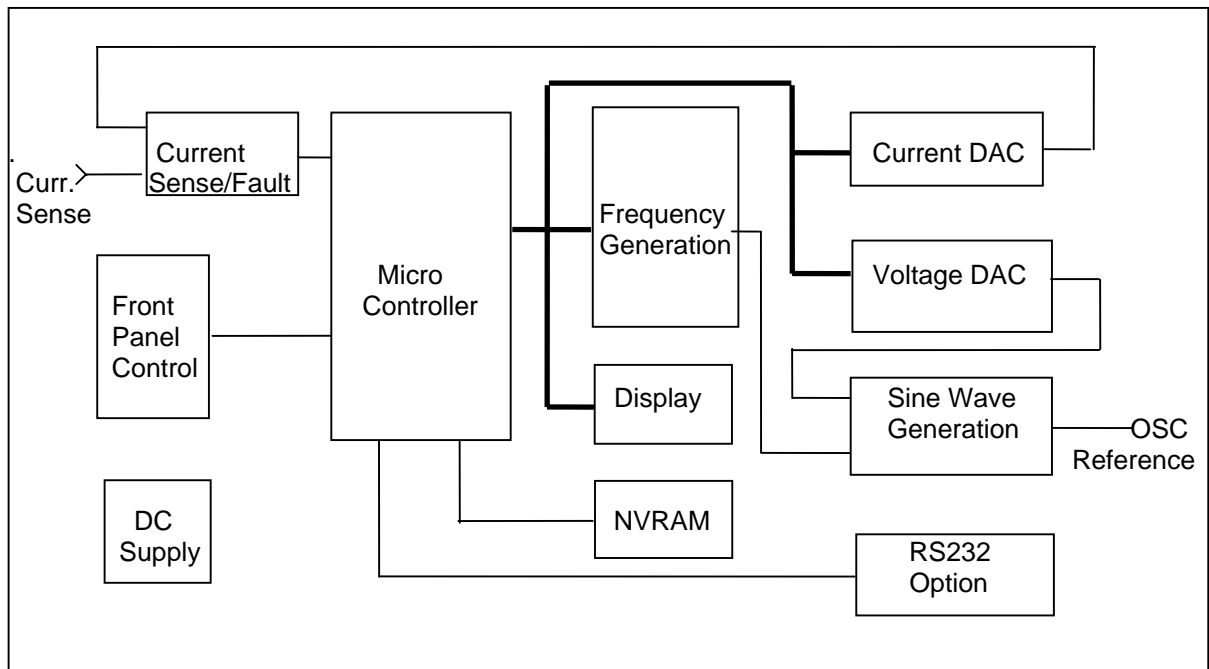 .
Curr.
Sense
Current
Sense/Fault
Front
Panel
Control
DC
Supply
Micro
Controller
Frequency
Generation
Display
NVRAM
Current DAC
Voltage DAC
Sine Wave
Generation
OSC
Reference
RS232
Option